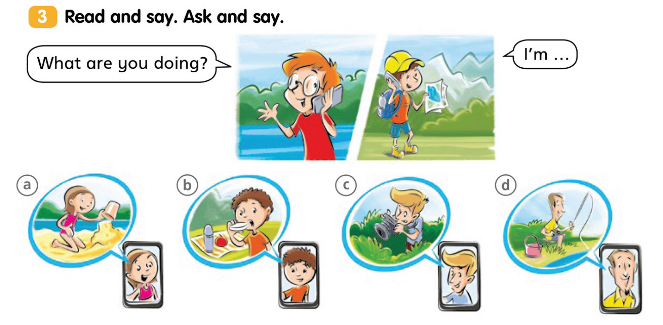 3 Read and say. Ask and say.
What are you doing?
I'm ...
a
b
c
d